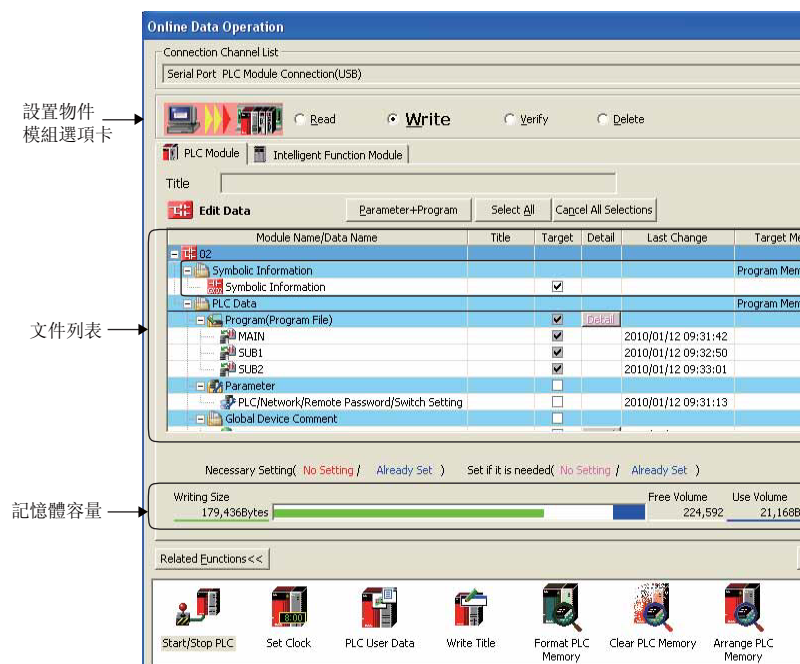 Online Data Operation
Connection Channel List
Serial Port PLC Module Connection(USB)
設置物件
模組選項卡
Read
Write
Verify
Delete
PLC Module
Intelligent Function Module
Title
Edit Data
Parameter+Program
Select All
Cancel All Selections
Module Name/Data Name Title Target Detail Last Change Target Me
02
Symbolic Information Program Mem
Symbolic Information
PLC Data Program Mem
文件列表
Program(Program File) Detail
MAIN 2010/01/12 09:31:42
SUB1 2010/01/12 09:32:50
SUB2 2010/01/12 09:33:01
Parameter
PLC/Network/Remote Password/Switch Setting 2010/01/12 09:31:13
Global Device Comment
Necessary Setting( No Setting / Already Set ) Set if it is needed( No Setting / Already Set )
記憶體容量
Writing Size Free Volume Use Volume
179,436Bytes 224,592 21,168B
Related Functions<<
Start/Stop PLC
Set Clock
8:00
PLC User Data
Write Title
Format PLC
Memory
Clear PLC Memory
Arrange PLC
Memory